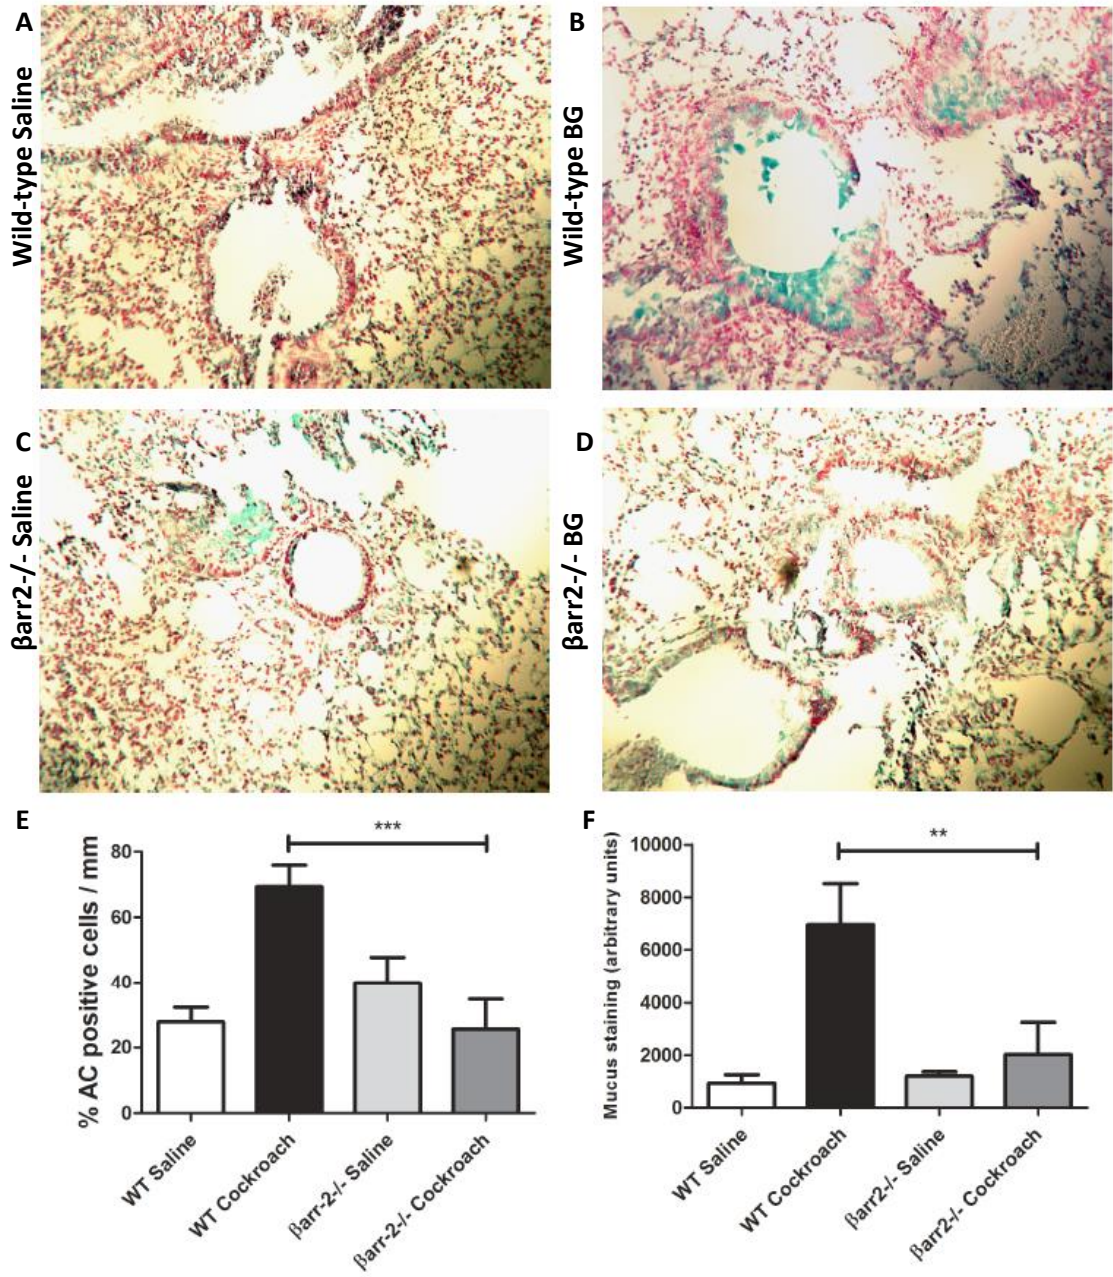 A
B
Wild-type Saline
Wild-type BG
C
D
βarr2-/- Saline
βarr2-/- BG
E
F
***
% AC positive cells / mm
80
60
40
20
0
WT Saline
WT Cockroach
βarr-2-/- Saline
βarr-2-/- Cockroach
**
Mucus staining (arbitrary units)
10000
8000
6000
4000
2000
0
WT Saline
WT Cockroach
βarr2-/- Saline
βarr2-/- Cockroach